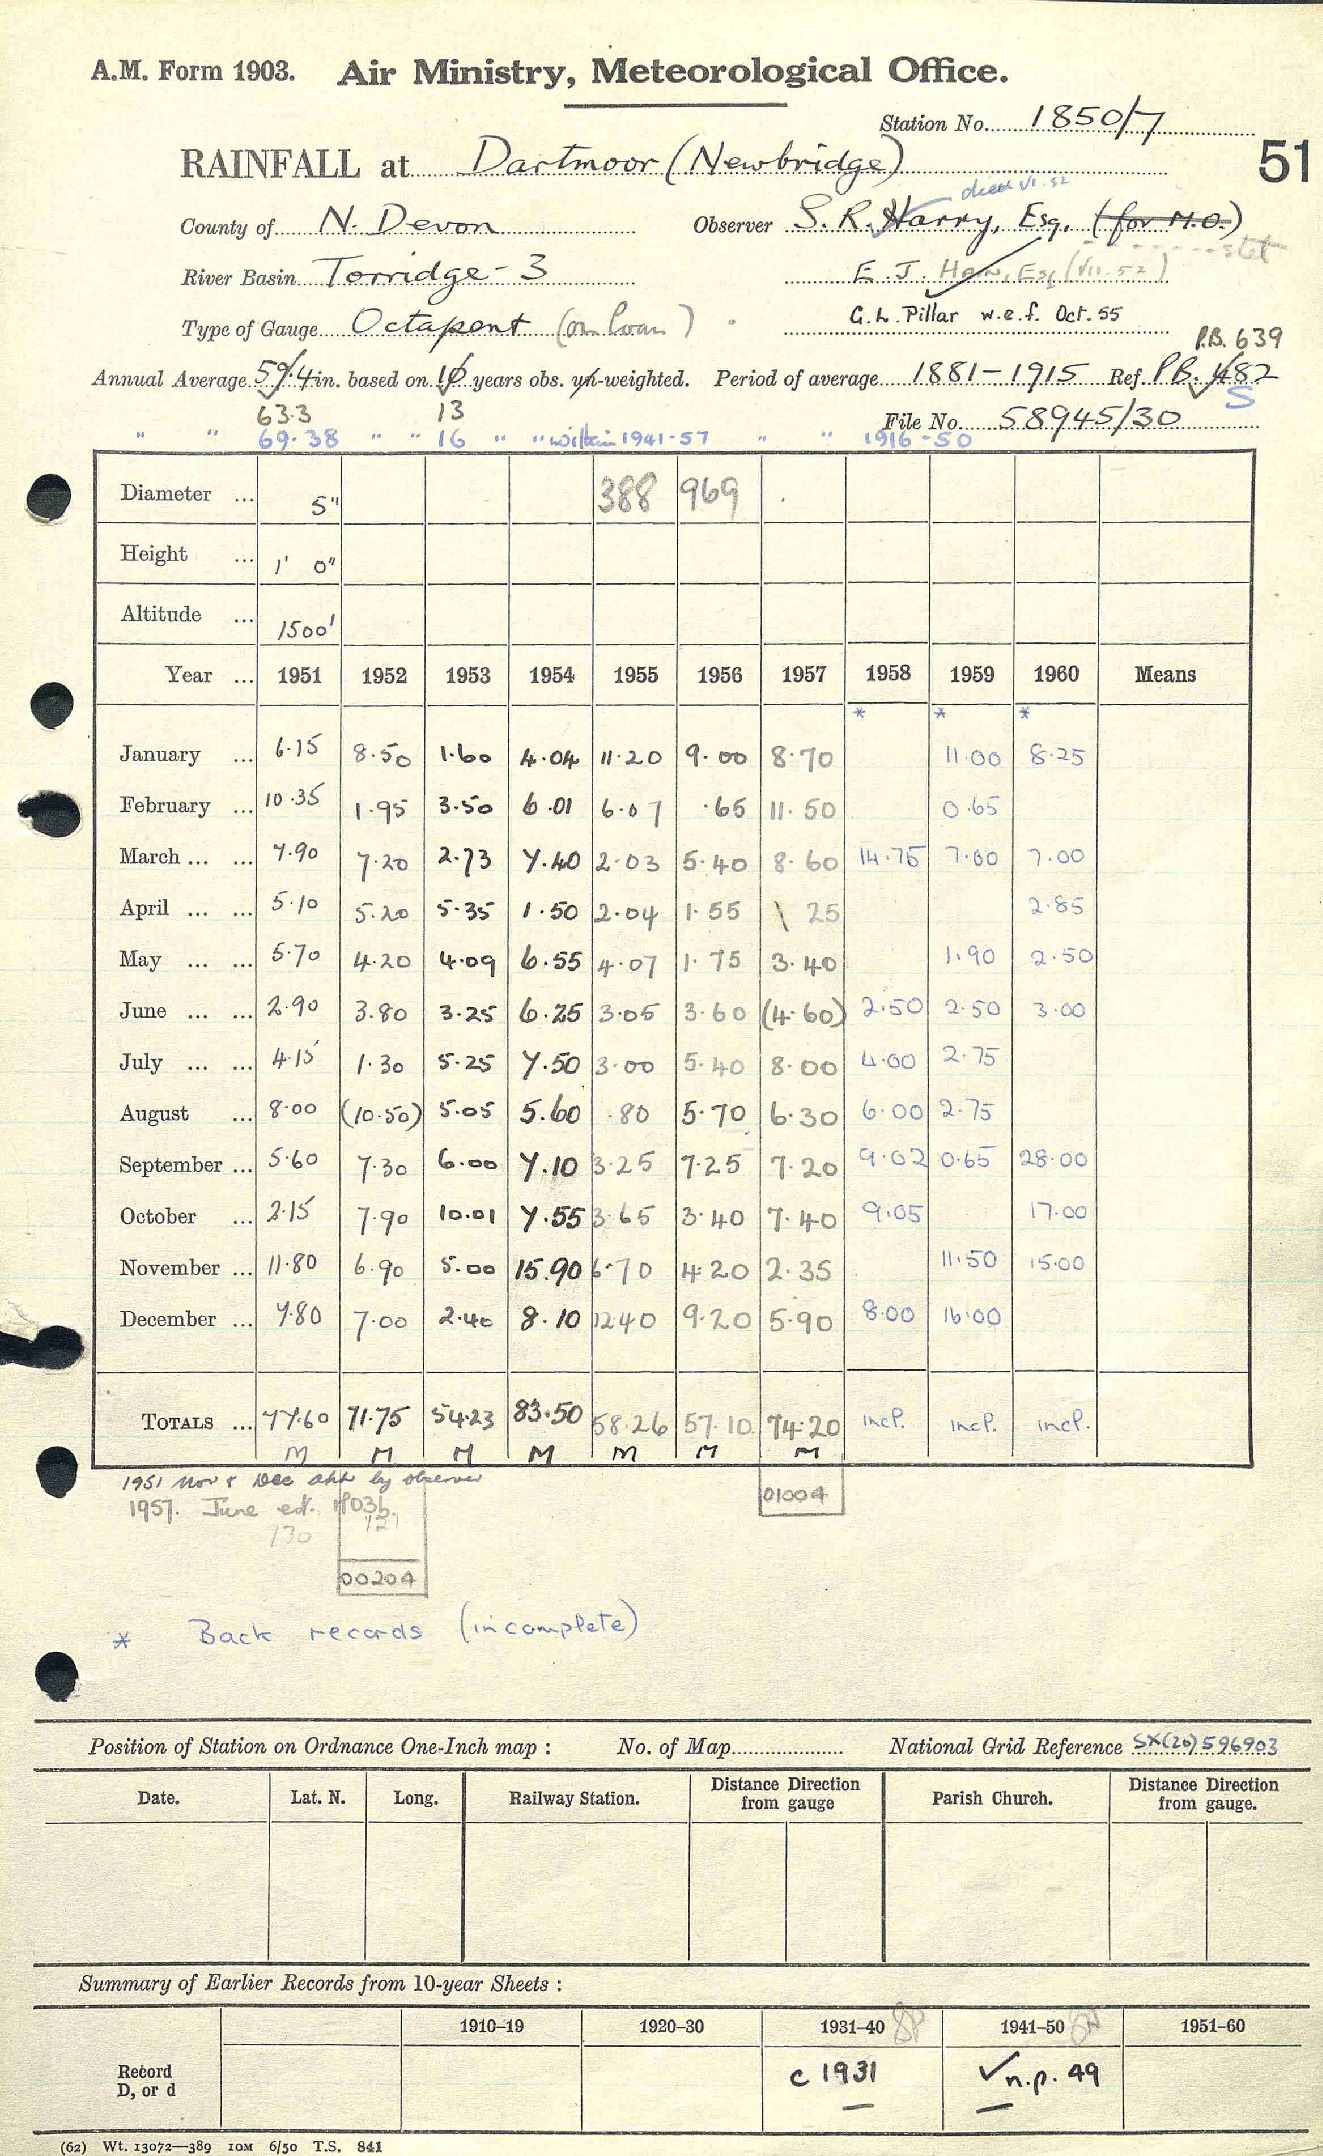 A.M. Form 1903. Air Ministry, Meteorological Office.
Station No. 1850/7
RAINFALL at Dartmoor (Newbridge)
51
died VI. 52
County of N. Devon Observer S. R. Harry, Esq. (for M.O.)
stet
River Basin Torridge - 3 E. J. Ham, Esq (VII. 52)
Type of Gauge Octapent (on loan) G. L. Pillar w.e.f. Oct. 55
P.B. 639
Annual Average 59.4 in. based on 10 years obs. un-weighted. Period of average 1881-1915 Ref. P.B. 482
63.3 13 S
File No. 58945/30
" " 69.38 " " 16 " " within 1941-57 " " 1916-50
Diameter ... 5" 388 969
Height ... 1' 0"
Altitude ... 1500'
Year ... 1951 1952 1953 1954 1955 1956 1957 1958 1959 1960 Means
* * *
January ... 6.15 8.50 1.60 4.04 11.20 9.00 8.70 11.00 8.25
February ... 10.35 1.95 3.50 6.01 6.07 .65 11.50 0.65
March ... ... 7.90 7.20 2.73 7.40 2.03 5.40 8.60 14.75 7.00 7.00
April ... ... 5.10 5.20 5.35 1.50 2.04 1.55 \ 25 2.85
May ... ... 5.70 4.20 4.09 6.55 4.07 1.75 3.40 1.90 2.50
June ... ... 2.90 3.80 3.25 6.25 3.05 3.60 (4.60) 2.50 2.50 3.00
July ... ... 4.15 1.30 5.25 7.50 3.00 5.40 8.00 4.00 2.75
August ... 8.00 (10.50) 5.05 5.60 .80 5.70 6.30 6.00 2.75
September ... 5.60 7.30 6.00 7.10 3.25 7.25 7.20 9.02 0.65 28.00
October ... 2.15 7.90 10.01 7.55 3.65 3.40 7.40 9.05 17.00
November ... 11.80 6.90 5.00 15.90 6.70 4.20 2.35 11.50 15.00
December ... 7.80 7.00 2.40 8.10 12.40 9.20 5.90 8.00 16.00
TOTALS ... 77.60 71.75 54.23 83.50 58.26 57.10 74.20 incl. incl. incl.
M M M M M M M
1951 Nov & Dec by observer
01004
1957. June est. 1803b.
130 121
00204
* Back records (incomplete)
Position of Station on Ordnance One-Inch map : No. of Map National Grid Reference SX(20)596903
Date. Lat. N. Long. Railway Station. Distance Direction from gauge Parish Church. Distance Direction from gauge.
Summary of Earlier Records from 10-year Sheets :
1910–19 1920–30 1931–40 1941–50 1951–60
Record
D, or d c 1931 ✓n.p. 49
(62) Wt. 13072—389 10M 6/50 T.S. 841